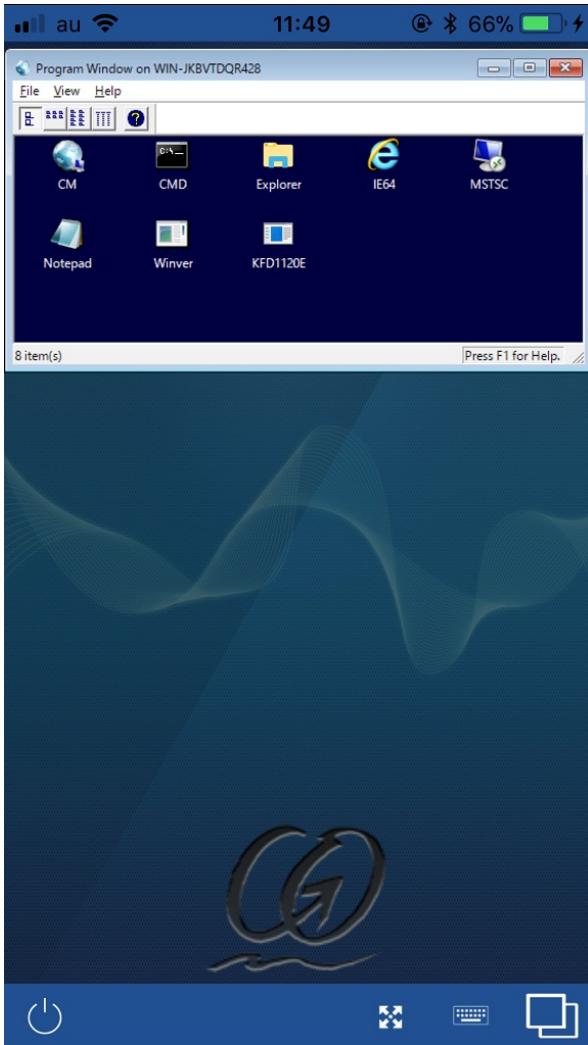 au 11:49 66%
Program Window on WIN-JKBVTDQR428
File View Help
CM CMD Explorer IE64 MSTSC
Notepad Winver KFD1120E
8 item(s) Press F1 for Help.